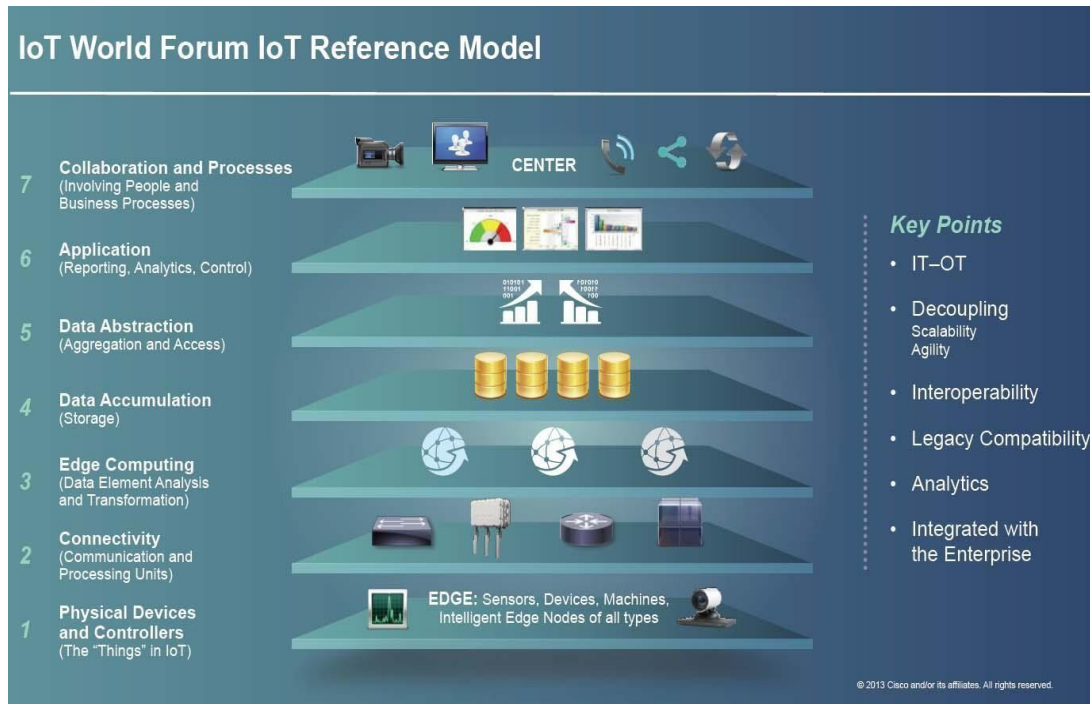 IoT World Forum IoT Reference Model
7
Collaboration and Processes
(Involving People and
Business Processes)
CENTER
6
Application
(Reporting, Analytics, Control)
5
Data Abstraction
(Aggregation and Access)
010101
11001
001
4
Data Accumulation
(Storage)
3
Edge Computing
(Data Element Analysis
and Transformation)
2
Connectivity
(Communication and
Processing Units)
1
Physical Devices
and Controllers
(The "Things" in IoT)
EDGE: Sensors, Devices, Machines,
Intelligent Edge Nodes of all types
Key Points
• IT–OT
• Decoupling
Scalability
Agility
• Interoperability
• Legacy Compatibility
• Analytics
• Integrated with
the Enterprise
© 2013 Cisco and/or its affiliates. All rights reserved.